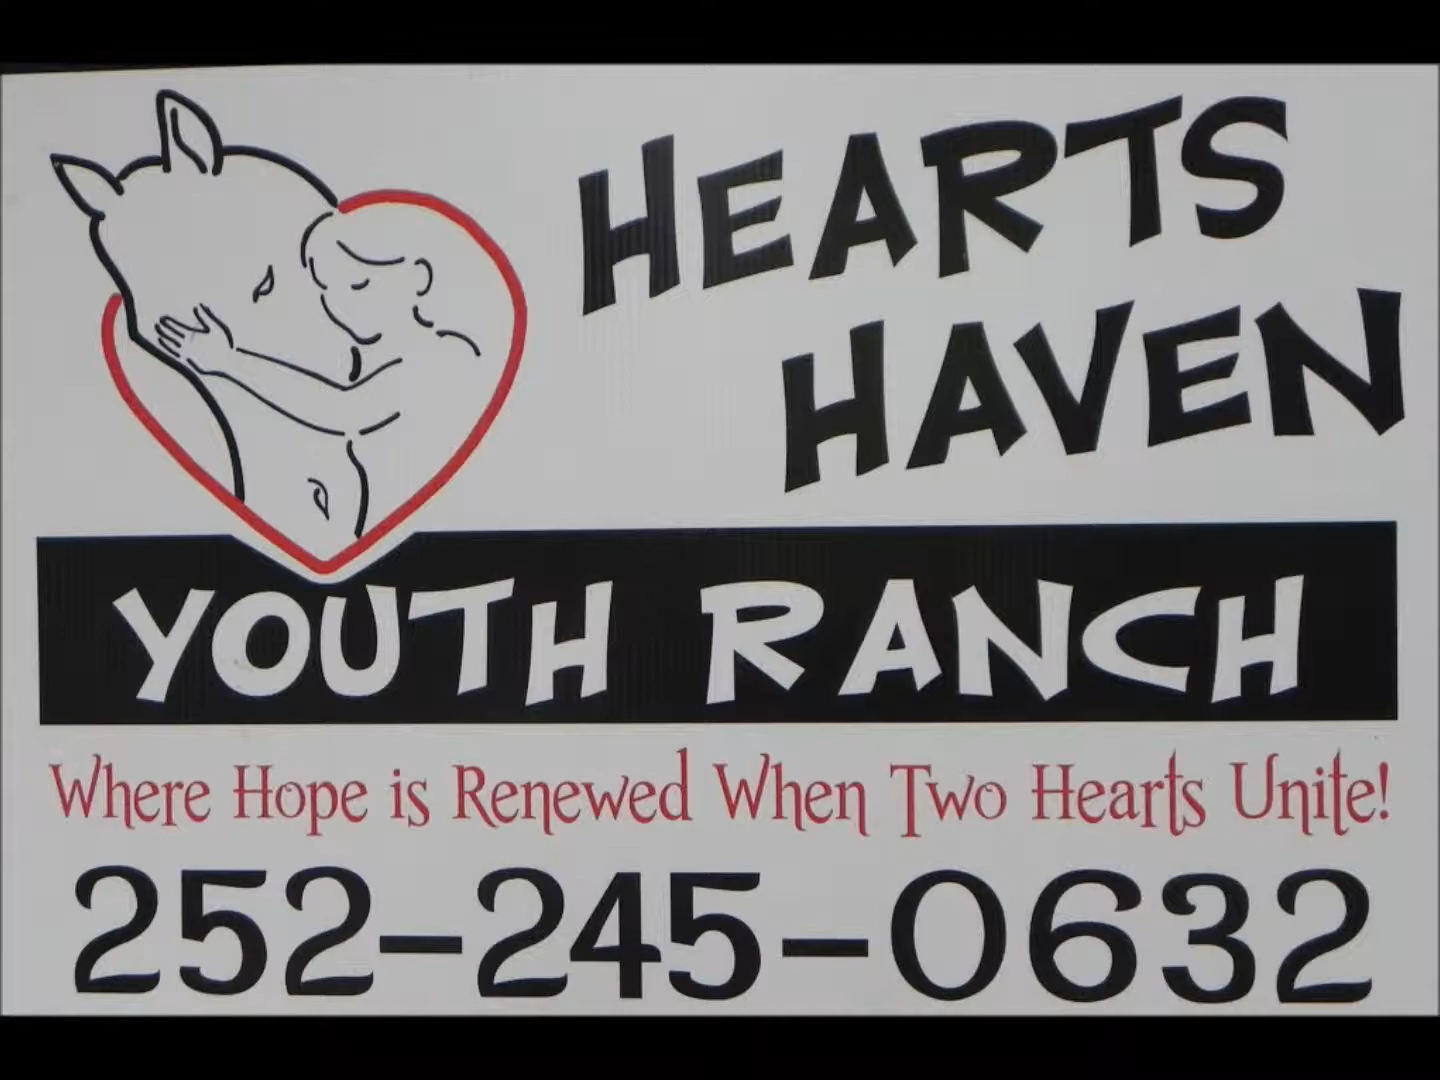 HEARTS
HAVEN
YOUTH RANCH
Where Hope is Renewed When Two Hearts Unite!
252-245-0632